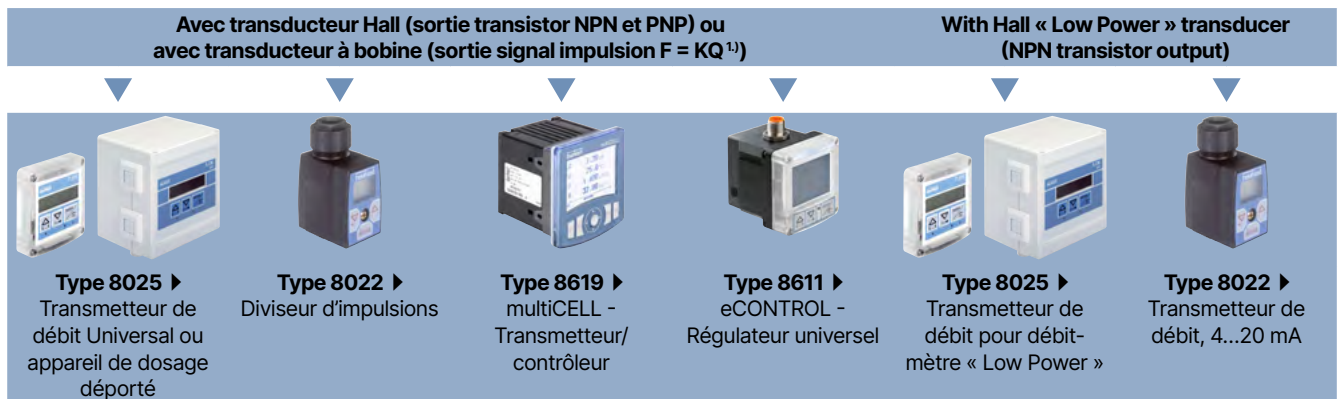 Avec transducteur Hall (sortie transistor NPN et PNP) ou
avec transducteur à bobine (sortie signal impulsion F = KQ 1.))
With Hall « Low Power » transducer
(NPN transistor output)
Type 8025
Transmetteur de
débit Universal ou
appareil de dosage
déporté
Type 8022
Diviseur d’impulsions
Type 8619
multiCELL -
Transmetteur/
contrôleur
Type 8611
eCONTROL -
Régulateur universel
Type 8025
Transmetteur de
débit pour débit-
mètre « Low Power »
Type 8022
Transmetteur de
débit, 4...20 mA